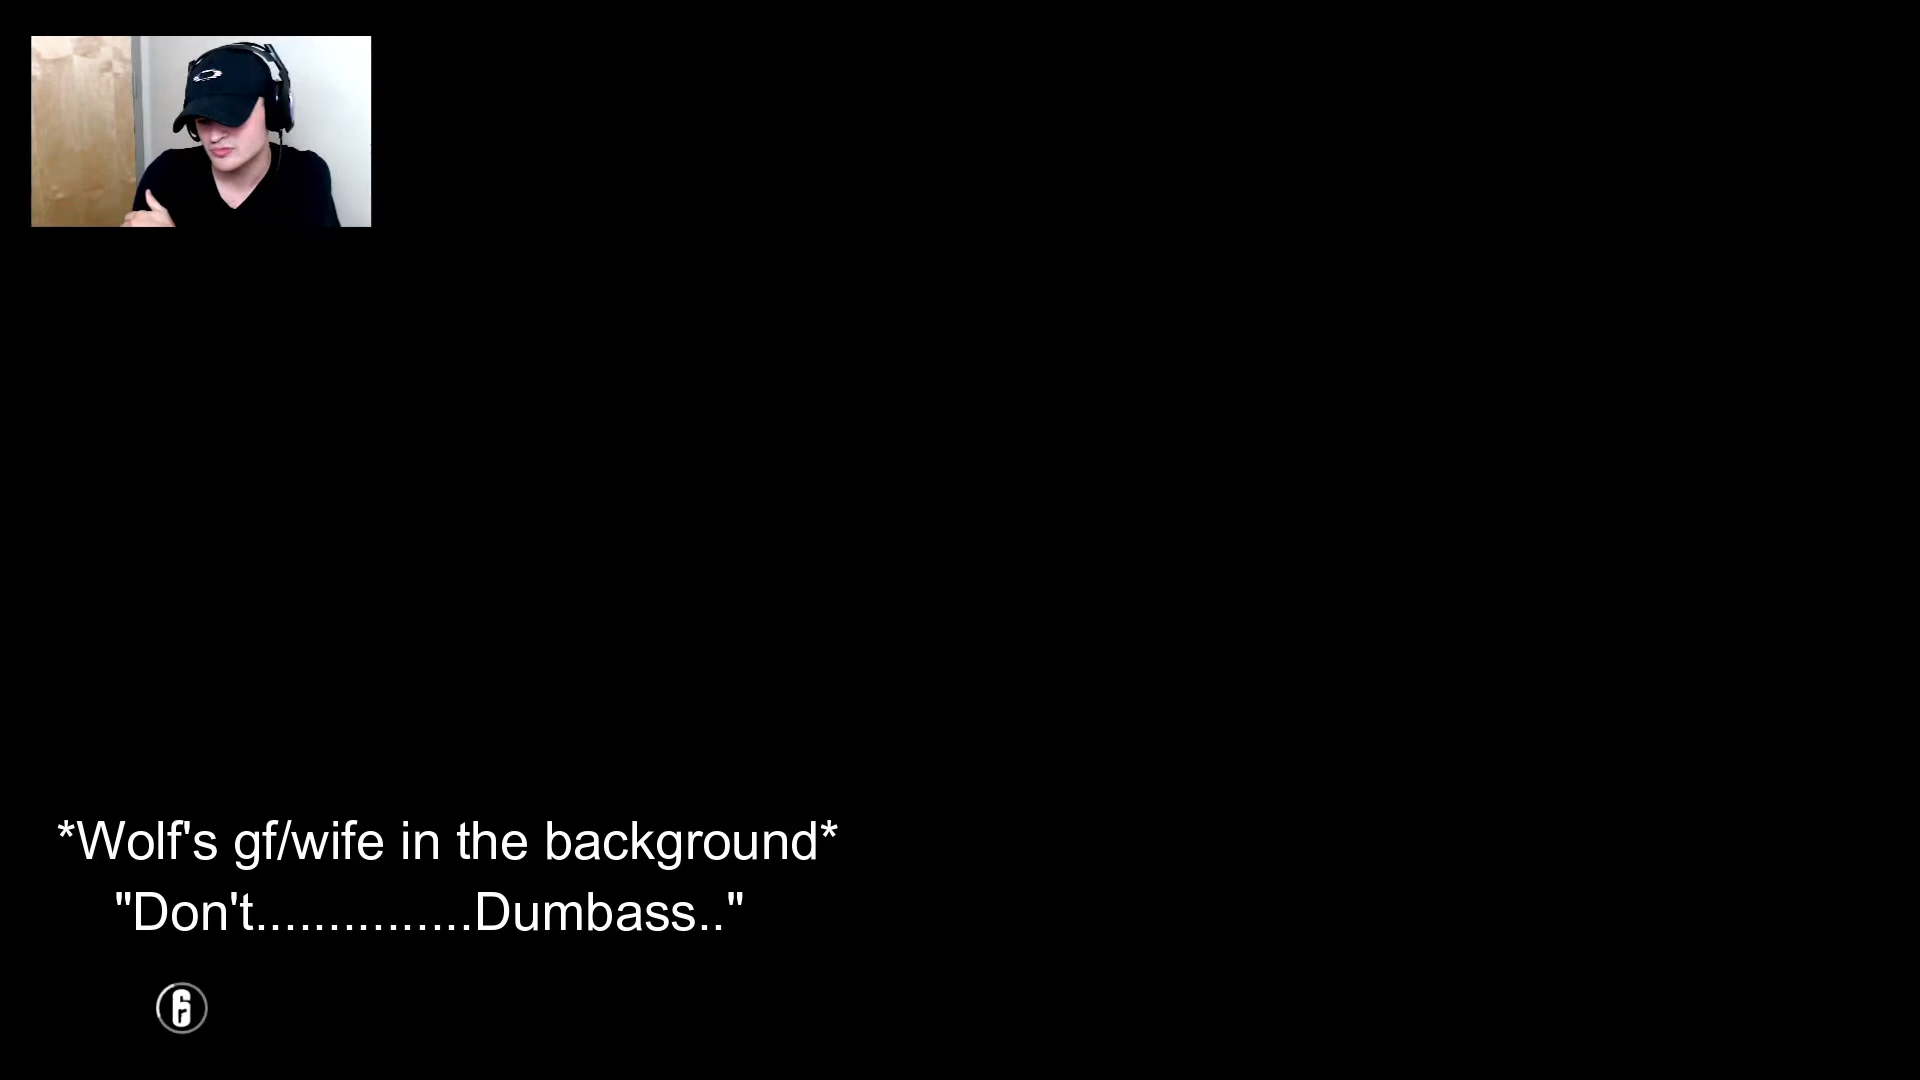 *Wolf's gf/wife in the background*
"Don't...............Dumbass.."